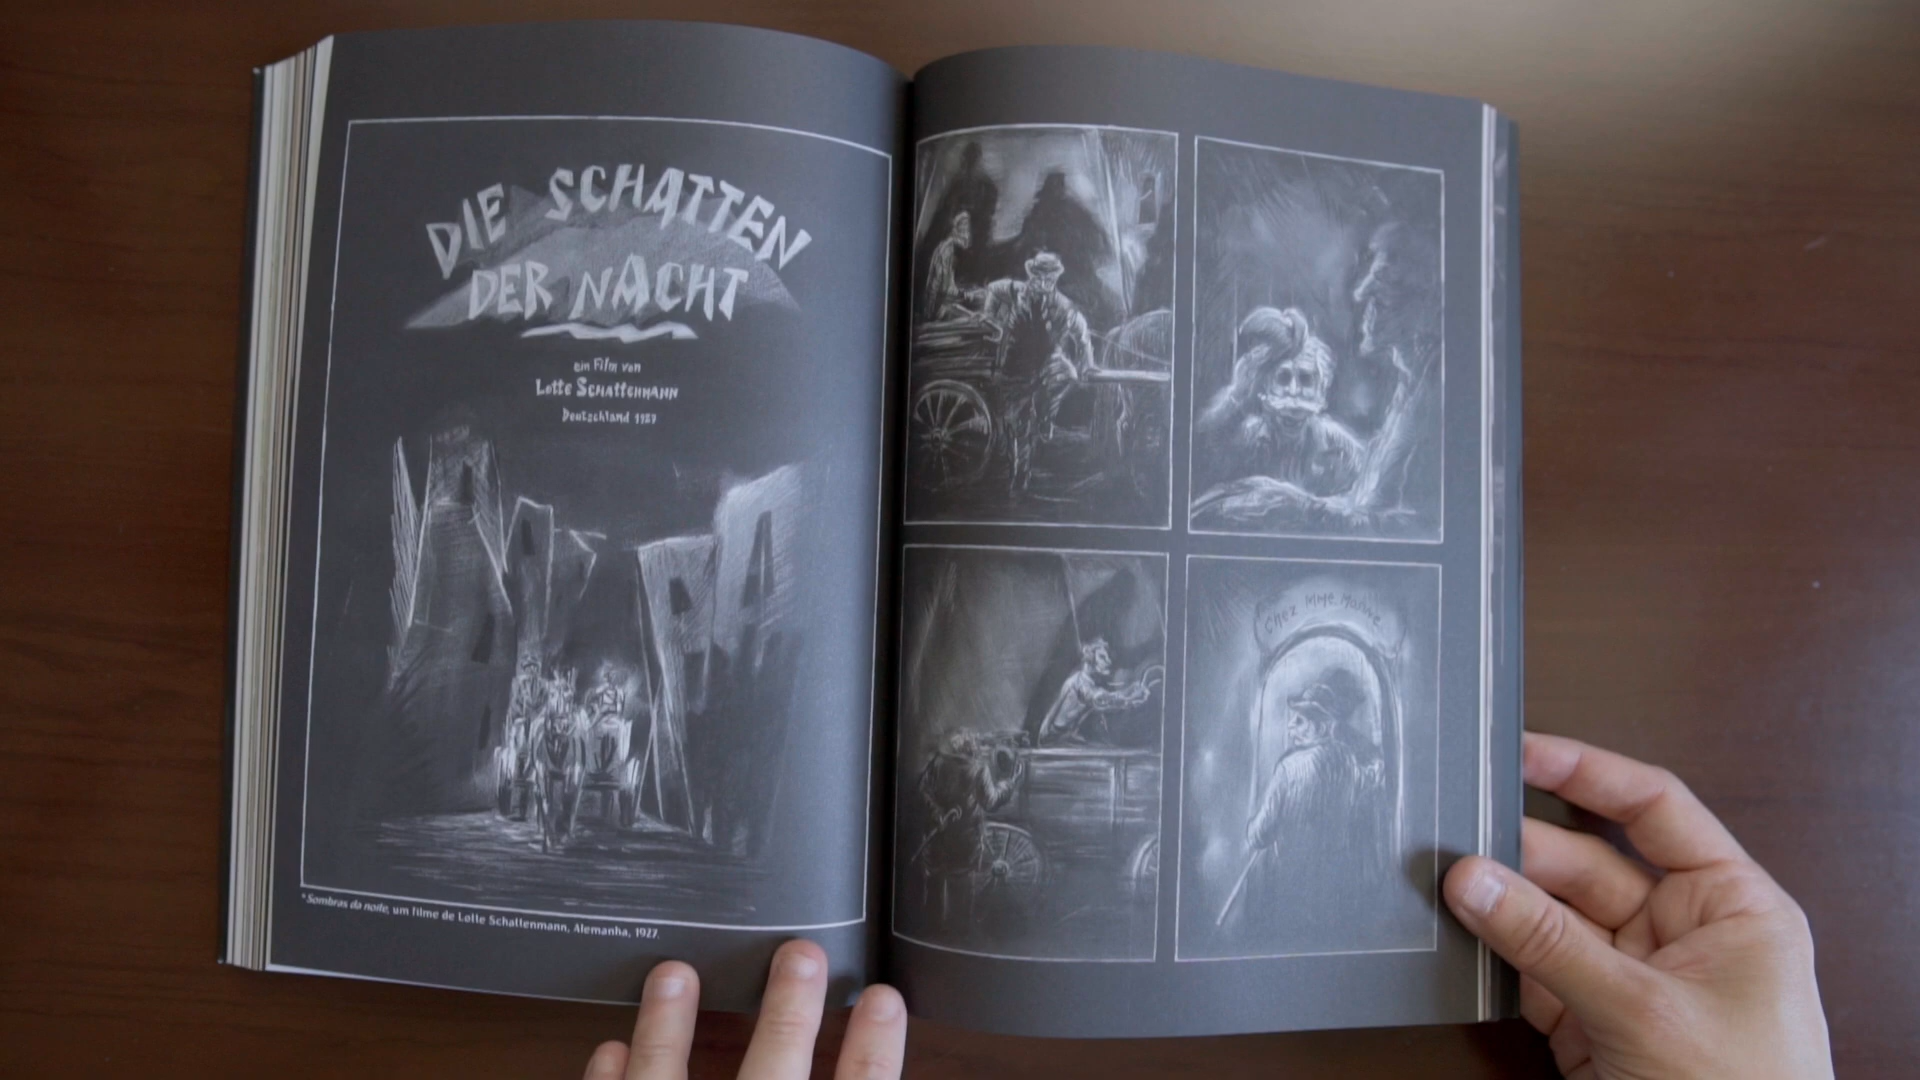 DIE SCHATTEN
DER NACHT
ein Film von
Lotte Schattenmann
Deutschland 1927
* Sombras da noite, um filme de Lotte Schattenmann, Alemanha, 1927.
Chez Mme.